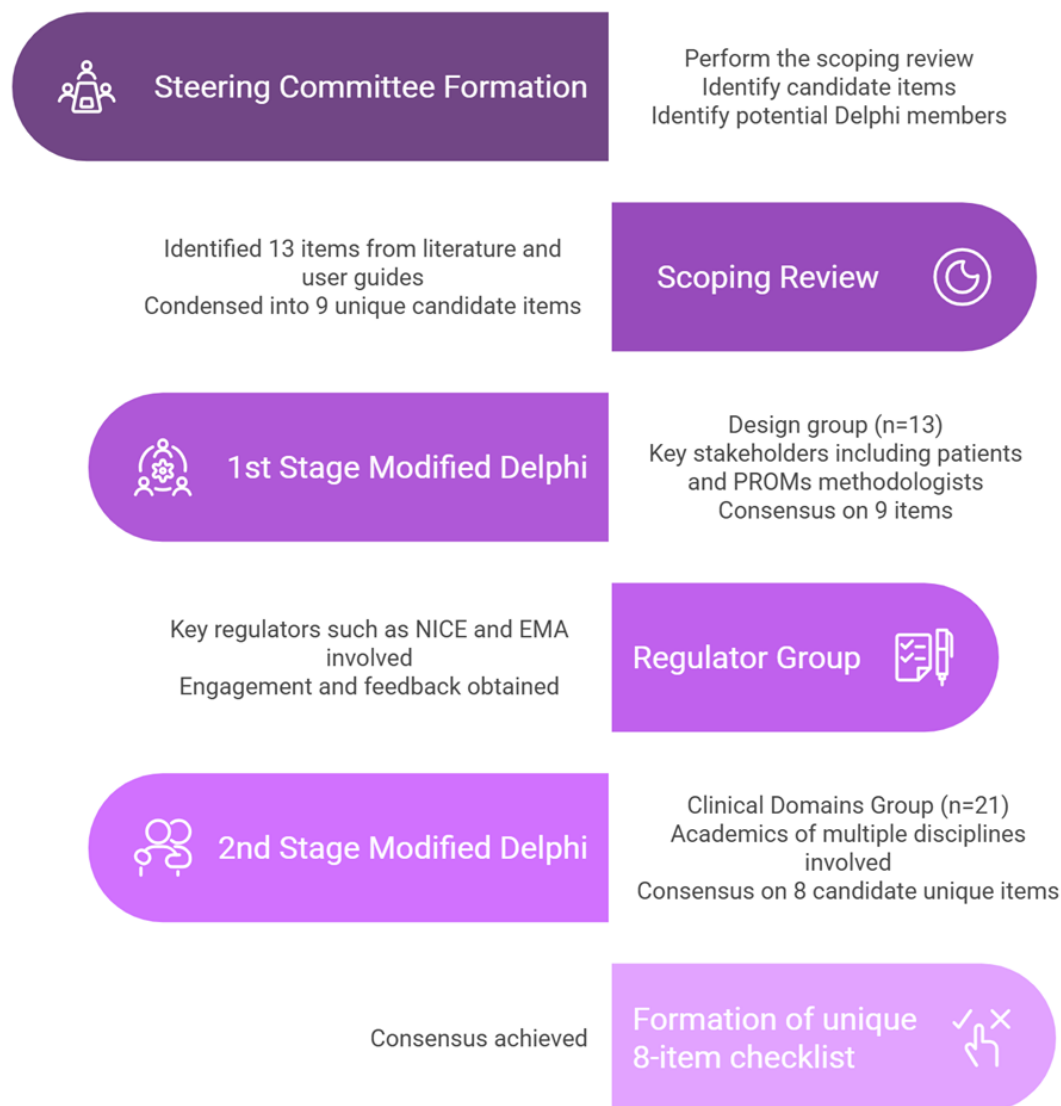 Steering Committee Formation
Perform the scoping review
Identify candidate items
Identify potential Delphi members
Identified 13 items from literature and
user guides
Condensed into 9 unique candidate items
Scoping Review
1st Stage Modified Delphi
Design group (n=13)
Key stakeholders including patients
and PROMs methodologists
Consensus on 9 items
Key regulators such as NICE and EMA
involved
Engagement and feedback obtained
Regulator Group
2nd Stage Modified Delphi
Clinical Domains Group (n=21)
Academics of multiple disciplines
involved
Consensus on 8 candidate unique items
Consensus achieved
Formation of unique
8-item checklist